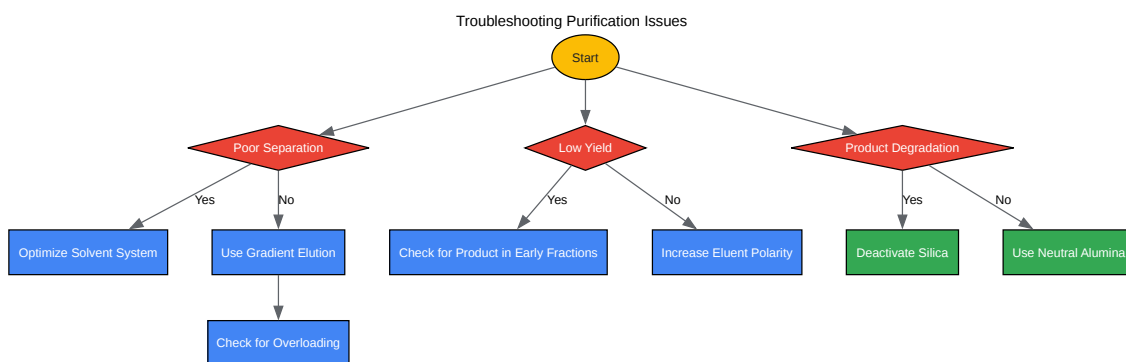 Troubleshooting Purification Issues
Start
Poor Separation
Low Yield
Product Degradation
Yes
No
Yes
No
Yes
No
Optimize Solvent System
Use Gradient Elution
Check for Product in Early Fractions
Increase Eluent Polarity
Deactivate Silica
Use Neutral Alumina
Check for Overloading